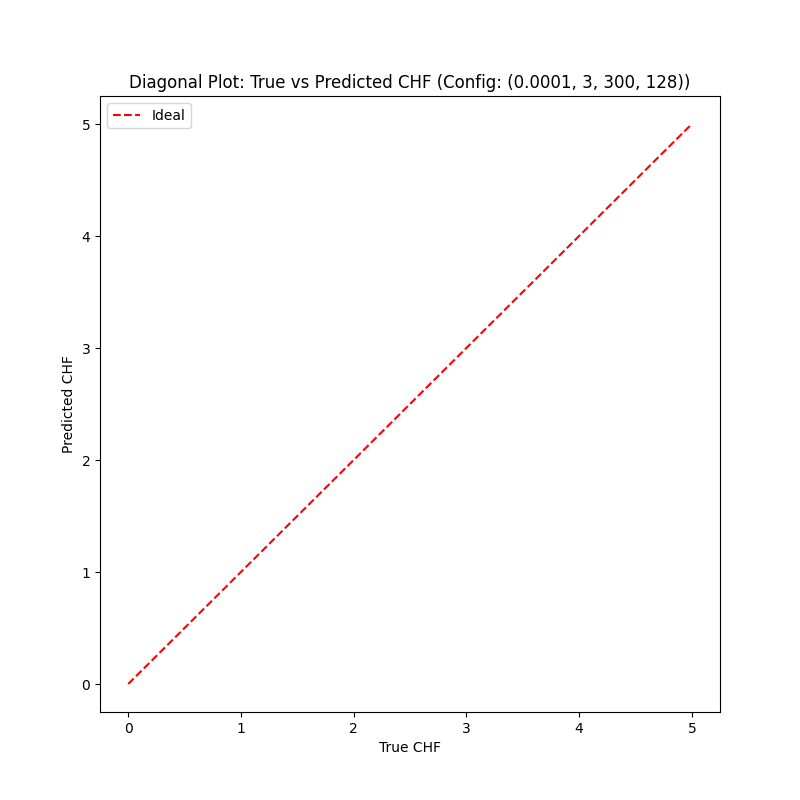 Diagonal Plot: True vs Predicted CHF (Config: (0.0001, 3, 300, 128))
Ideal
5
4
3
2
1
0
Predicted CHF
0 1 2 3 4 5
True CHF